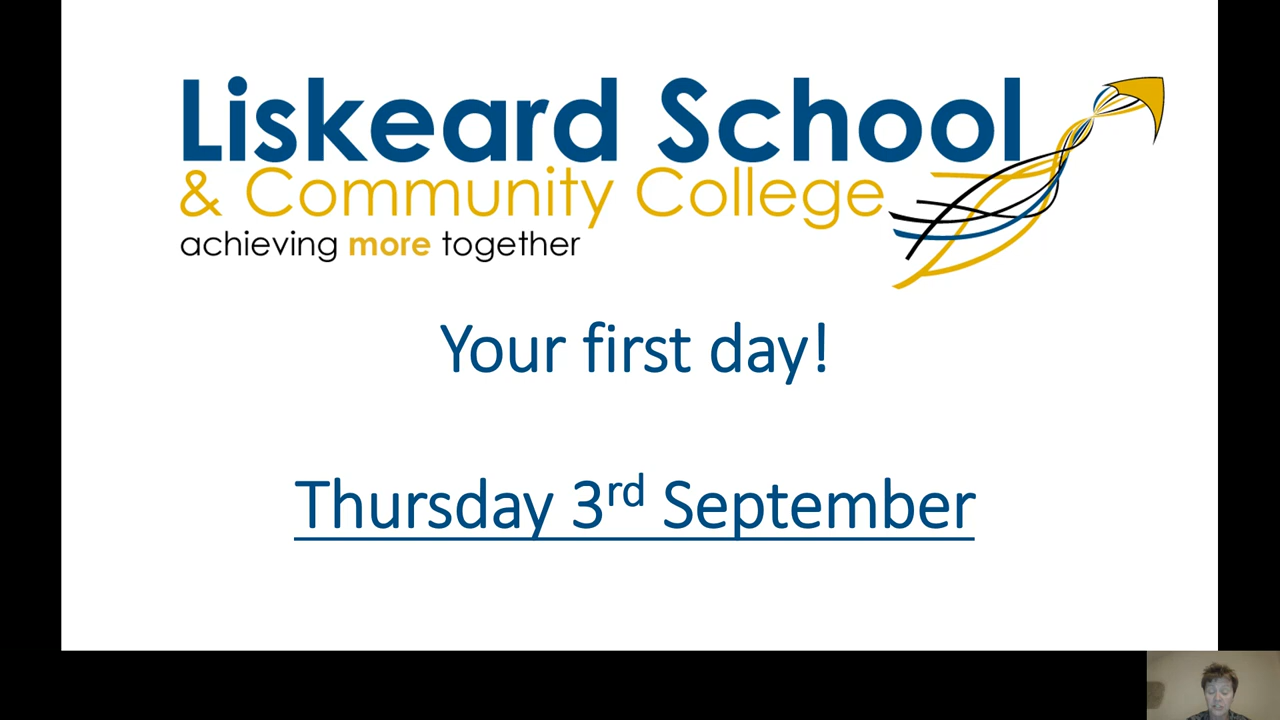 Liskeard School
& Community College
achieving more together
Your first day!
Thursday 3rd September